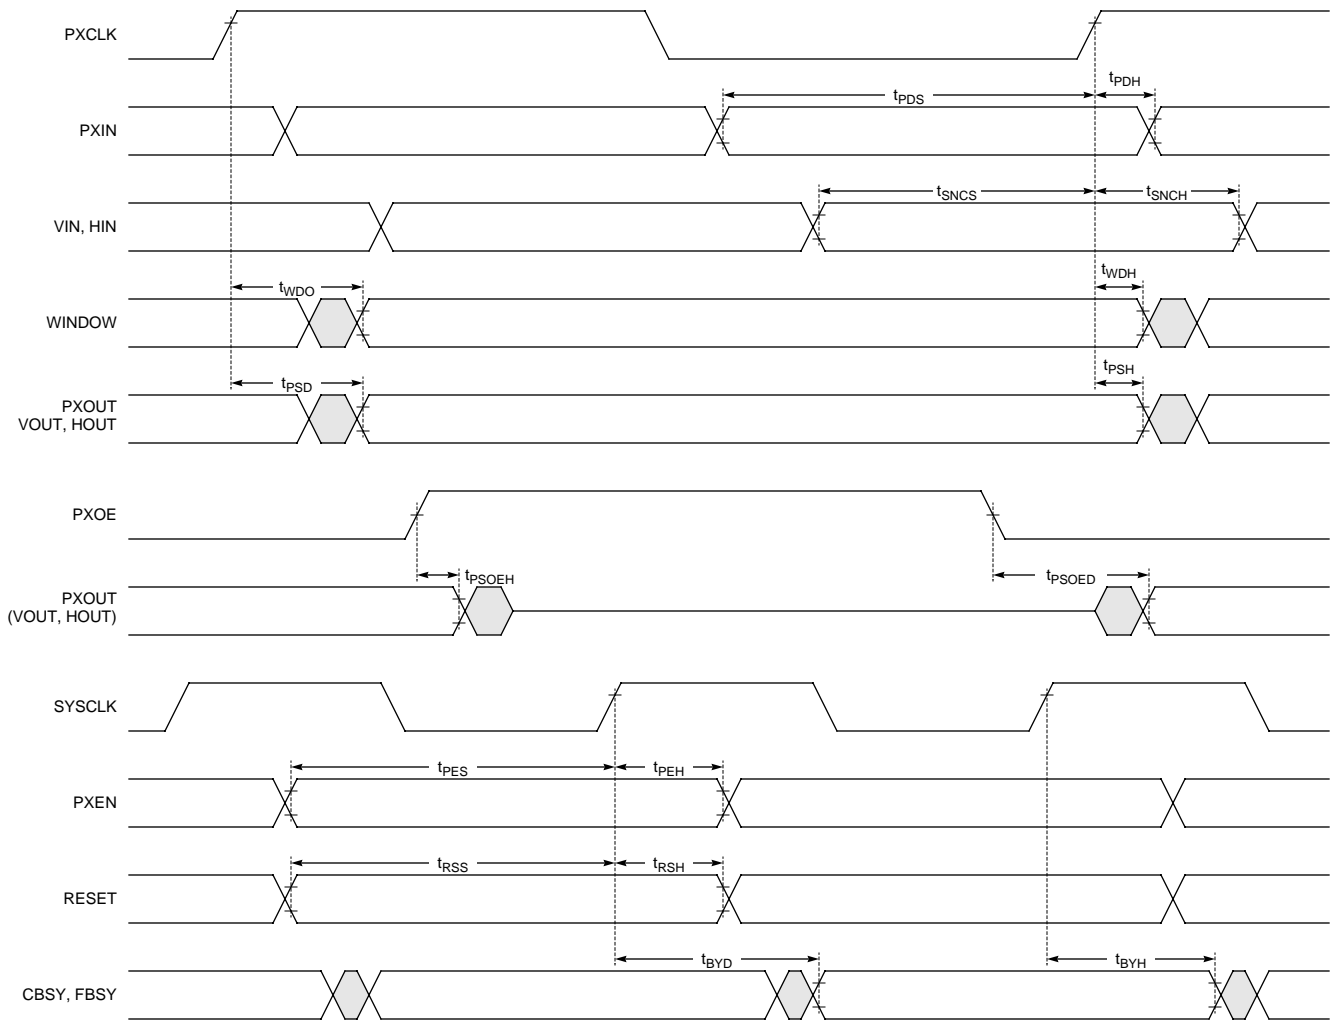 PXCLK
tPDH
tPDS
PXIN
tSNCS
tSNCH
VIN, HIN
tWDH
tWDO
WINDOW
tPSH
tPSD
PXOUT
VOUT, HOUT
PXOE
tPSOEH
tPSOED
PXOUT
(VOUT, HOUT)
SYSCLK
tPES
tPEH
PXEN
tRSS
tRSH
RESET
tBYD
tBYH
CBSY, FBSY